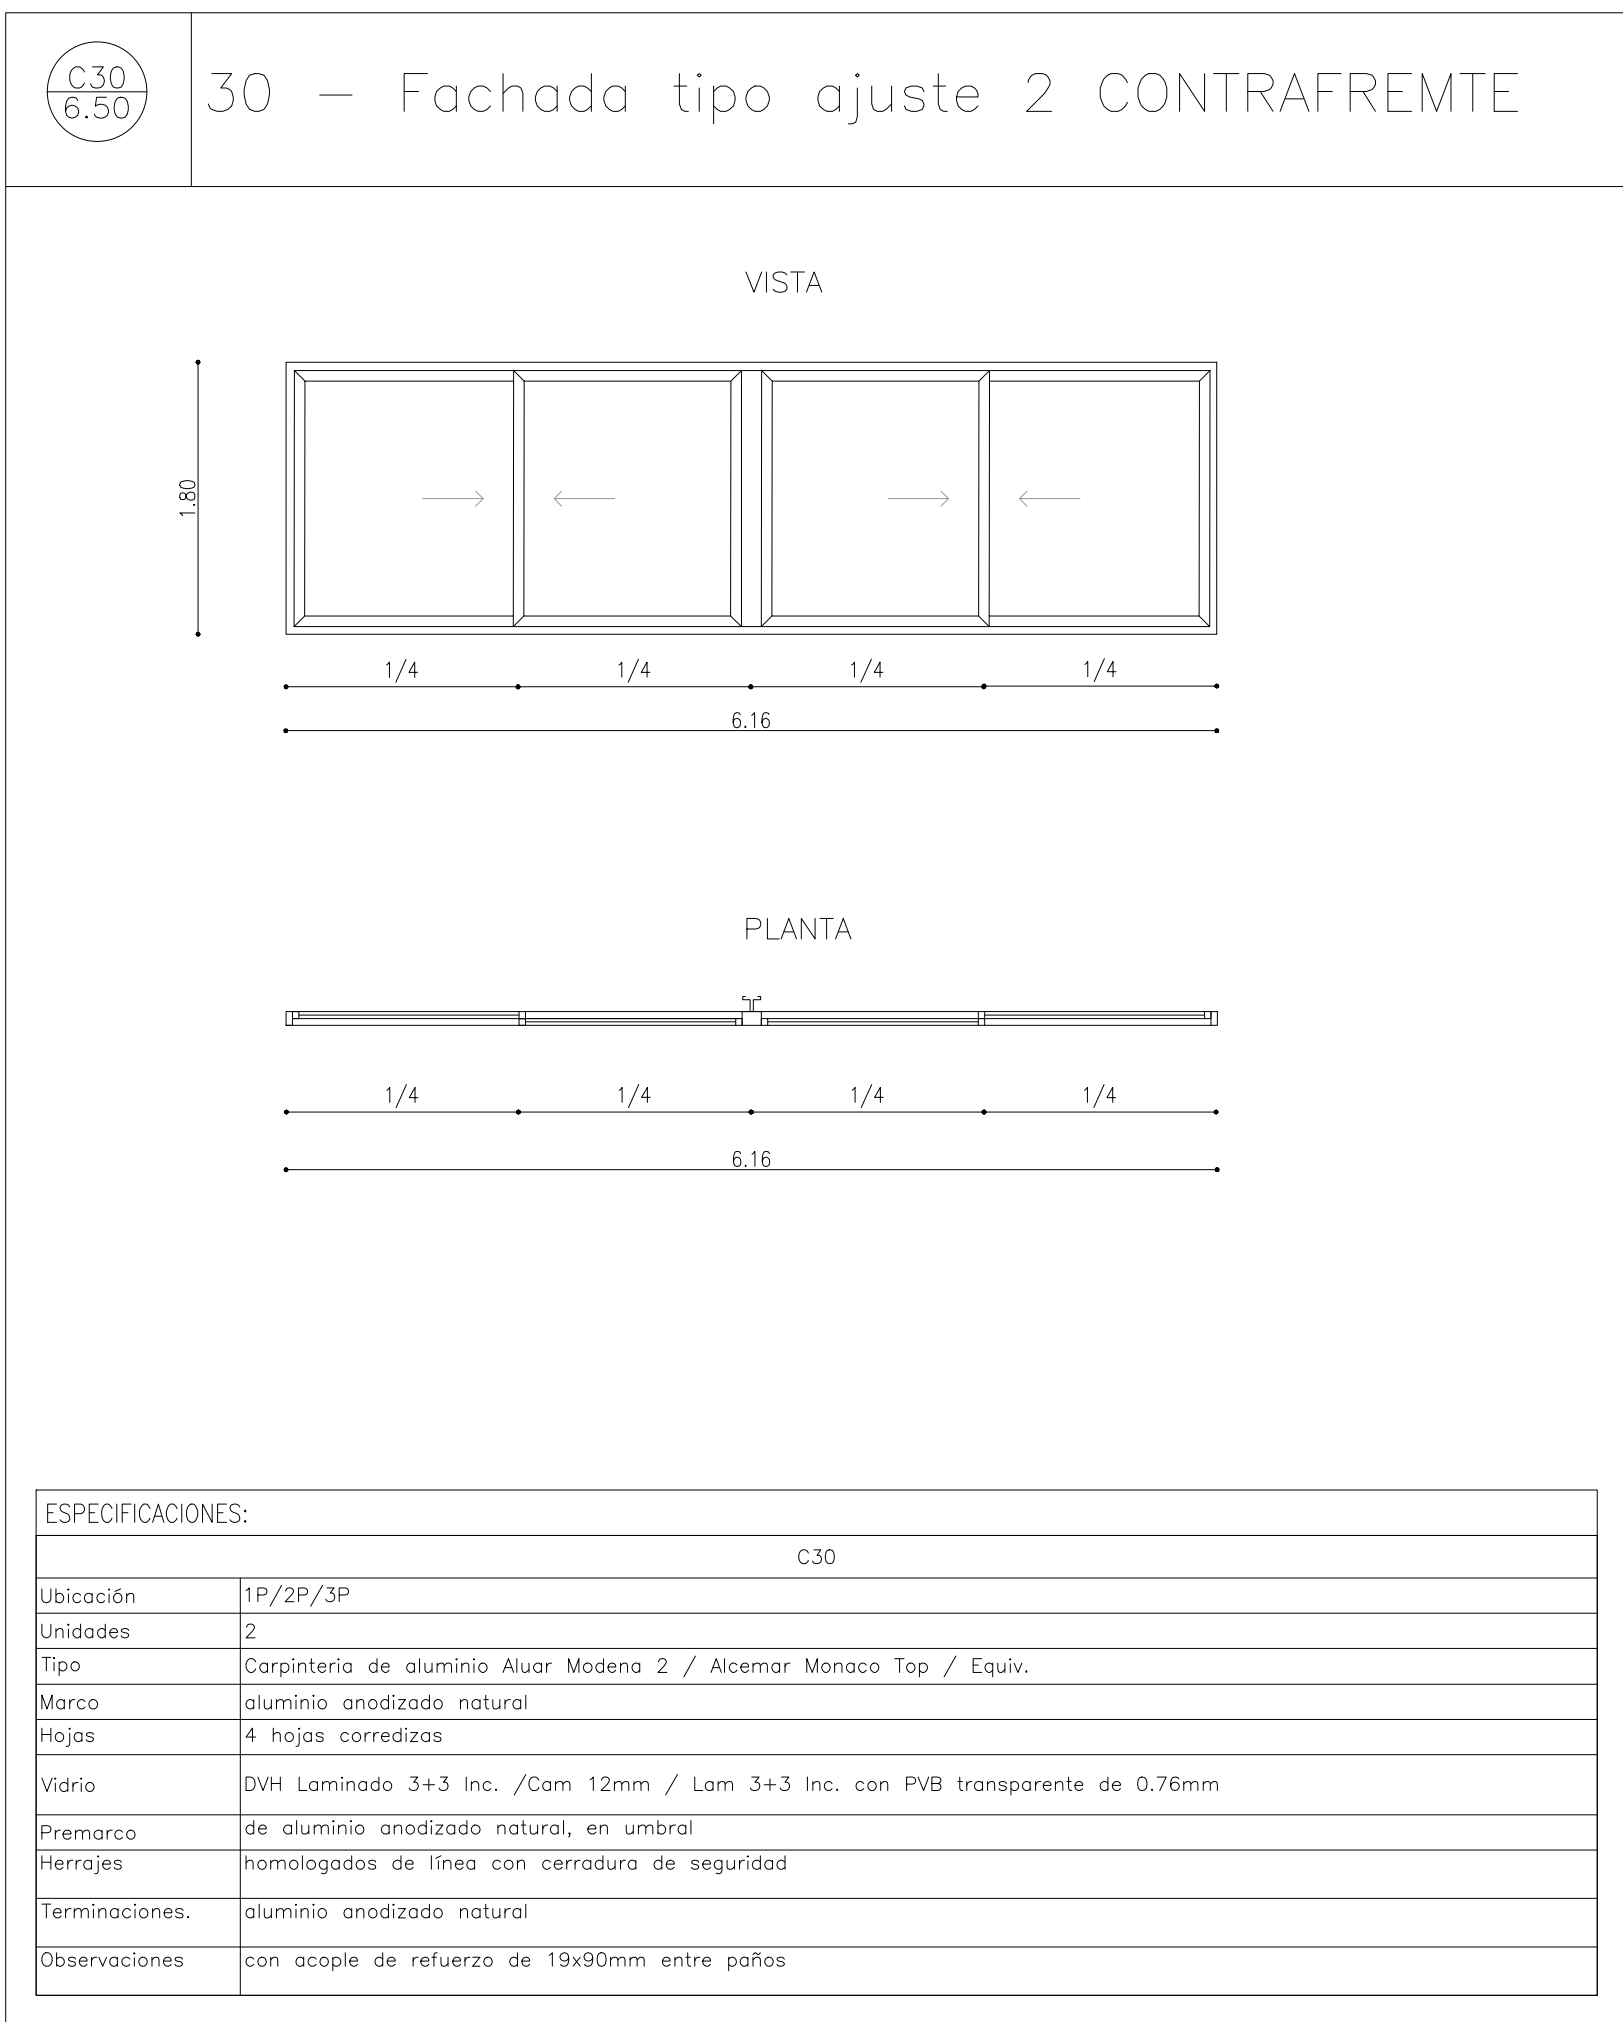 C30
6.50
30 - Fachada tipo ajuste 2 CONTRAFREMTE
VISTA
1.80
1/4 1/4 1/4 1/4
6.16
PLANTA
1/4 1/4 1/4 1/4
6.16
ESPECIFICACIONES:
C30
Ubicación 1P/2P/3P
Unidades 2
Tipo Carpinteria de aluminio Aluar Modena 2 / Alcemar Monaco Top / Equiv.
Marco aluminio anodizado natural
Hojas 4 hojas corredizas
Vidrio DVH Laminado 3+3 Inc. /Cam 12mm / Lam 3+3 Inc. con PVB transparente de 0.76mm
Premarco de aluminio anodizado natural, en umbral
Herrajes homologados de línea con cerradura de seguridad
Terminaciones. aluminio anodizado natural
Observaciones con acople de refuerzo de 19x90mm entre paños